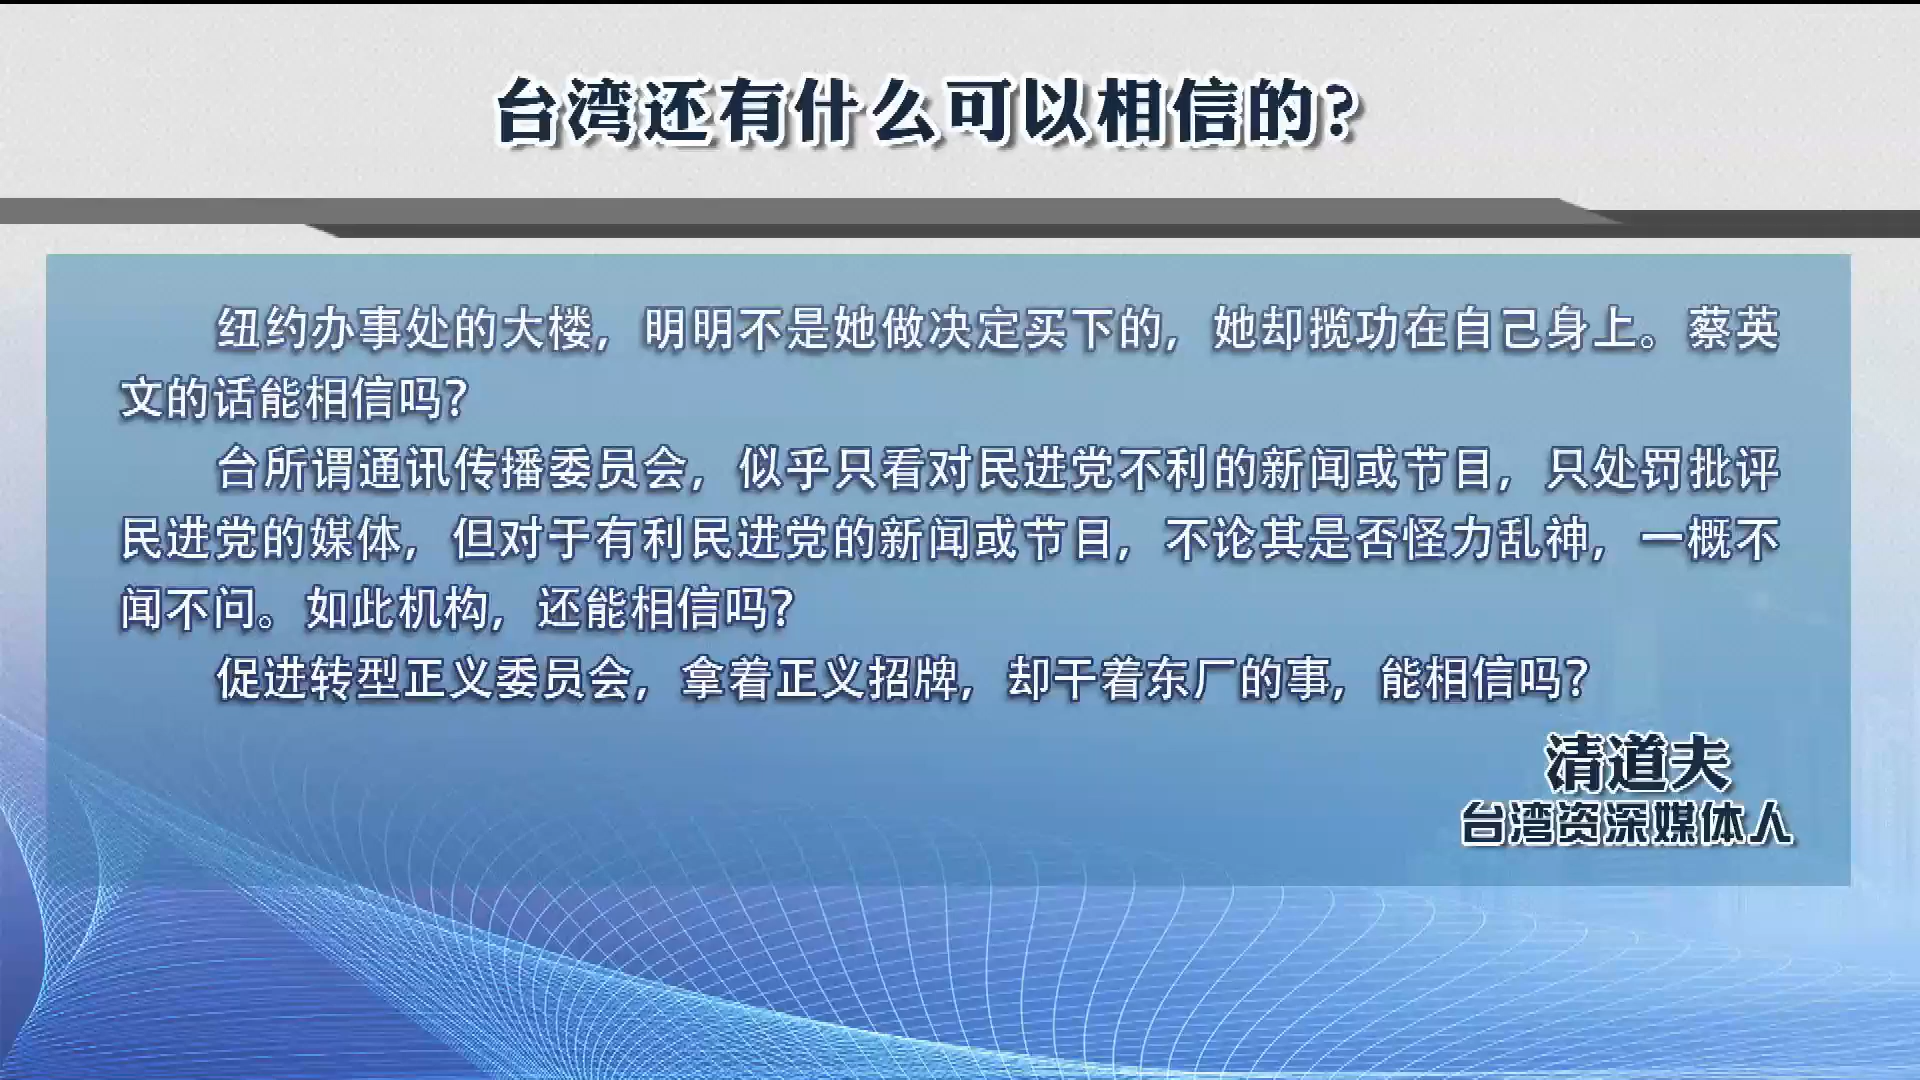 台湾还有什么可以相信的?
纽约办事处的大楼，明明不是她做决定买下的，她却揽功在自己身上。蔡英
文的话能相信吗?
台所谓通讯传播委员会，似乎只看对民进党不利的新闻或节目，只处罚批评
民进党的媒体，但对于有利民进党的新闻或节目，不论其是否怪力乱神，一概不
闻不问。如此机构，还能相信吗?
促进转型正义委员会，拿着正义招牌，却干着东厂的事，能相信吗?
清道夫
台湾资深媒体人